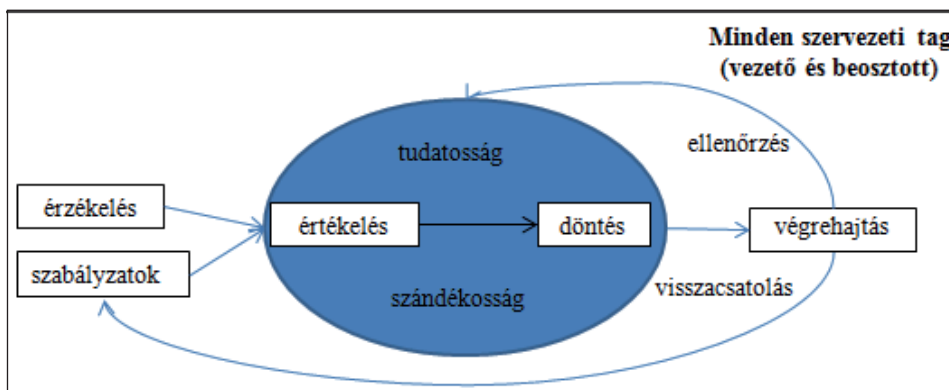 Minden szervezeti tag
(vezető és beosztott)
tudatosság
ellenőrzés
érzékelés
értékelés
döntés
végrehajtás
szabályzatok
szándékosság
visszacsatolás